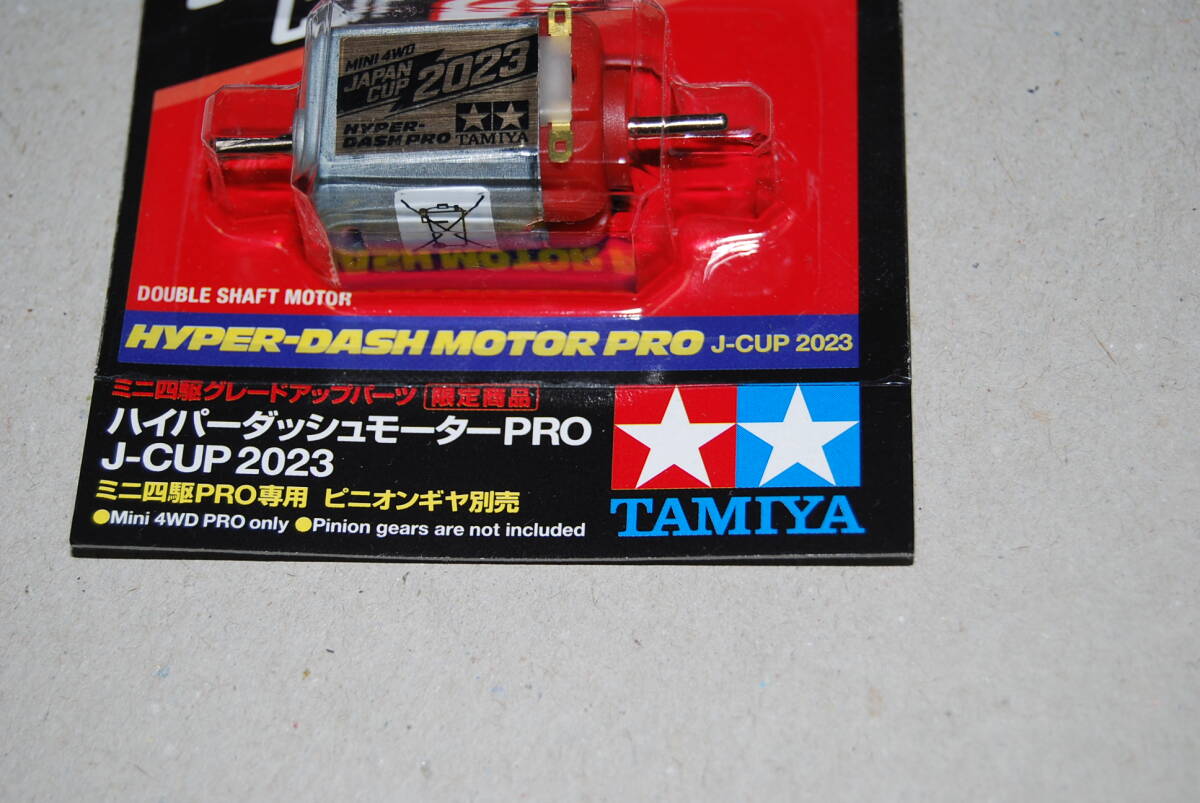 CUP
MINI 4WD
JAPAN
CUP 2023
HYPER-
DASH PRO TAMIYA
DOUBLE SHAFT MOTOR
HYPER-DASH MOTOR PRO J-CUP 2023
ミニ四駆グレードアップパーツ 限定商品
ハイパーダッシュモーターPRO
J-CUP 2023
ミニ四駆PRO専用 ピニオンギヤ別売
●Mini 4WD PRO only ●Pinion gears are not included
TAMIYA